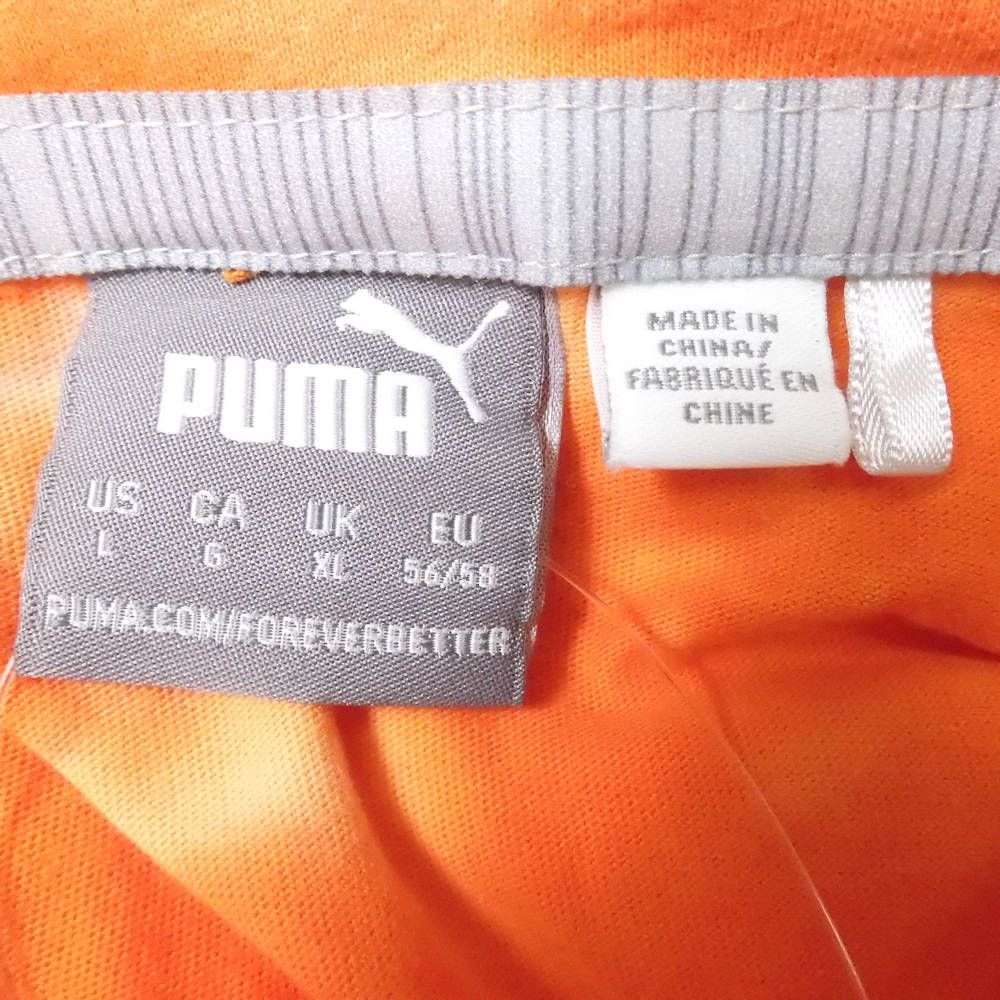 PUMA
US CA UK EU
L G XL 56/58
PUMA.COM/FOREVERBETTER
MADE IN
CHINA/
FABRIQUÉ EN
CHINE